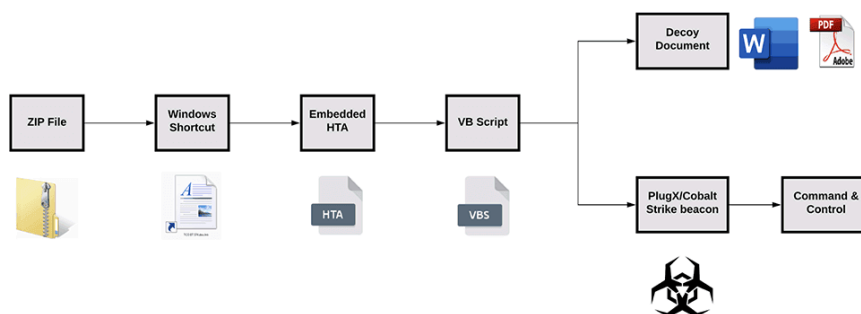 Decoy
Document
W
PDF
Adobe
ZIP File
Windows
Shortcut
Embedded
HTA
VB Script
A
HTA
VBS
PlugX/Cobalt
Strike beacon
Command &
Control